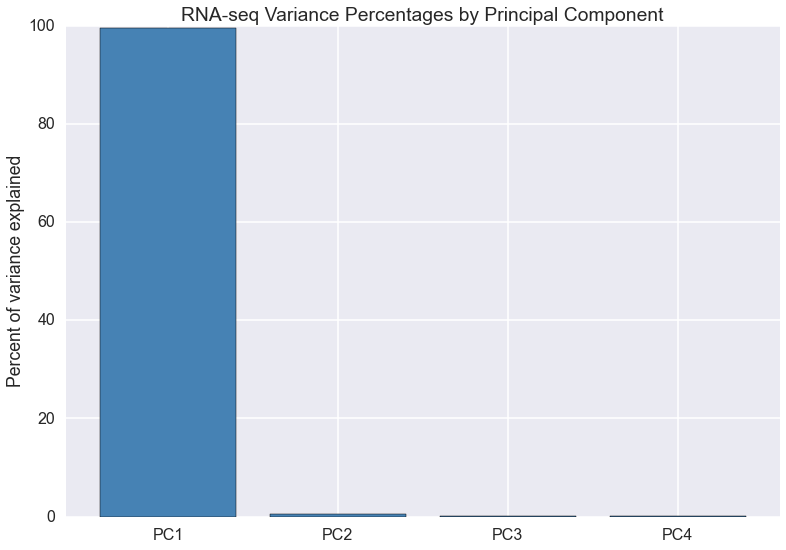 RNA-seq Variance Percentages by Principal Component
Percent of variance explained
100
80
60
40
20
0
PC1 PC2 PC3 PC4